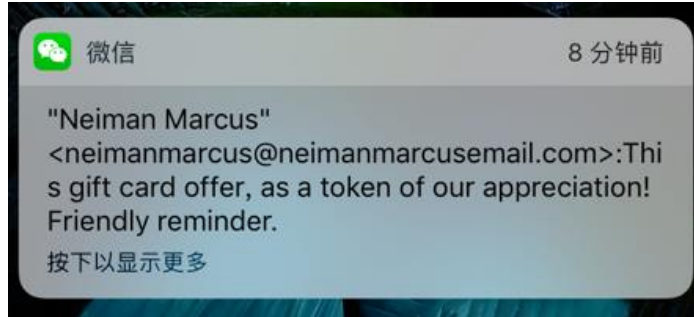 微信
8 分钟前
"Neiman Marcus"
<neimanmarcus@neimanmarcusemail.com>:Thi
s gift card offer, as a token of our appreciation!
Friendly reminder.
按下以显示更多